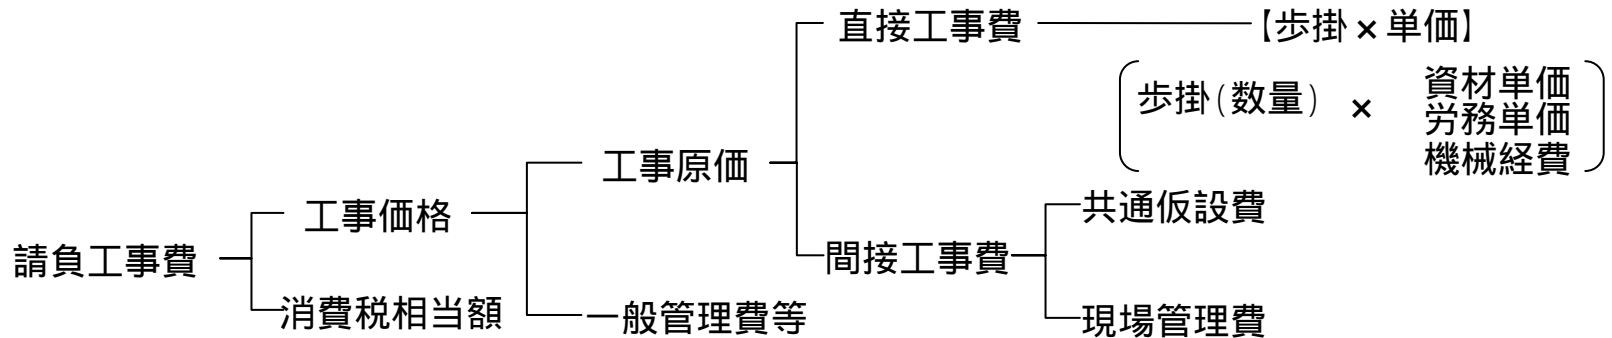 直接工事費
【歩掛×単価】
歩掛(数量) ×
資材単価
労務単価
機械経費
工事原価
共通仮設費
工事価格
間接工事費
請負工事費
消費税相当額
一般管理費等
現場管理費